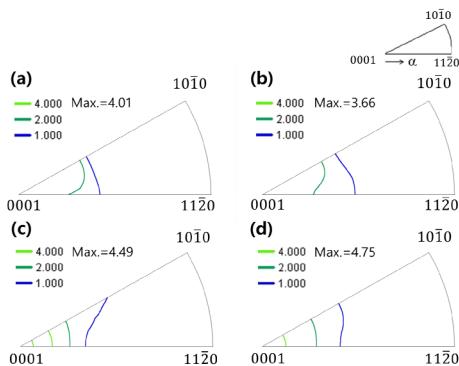 101̅0
0001 → α 112̅0
(a)
4.000 Max.=4.01
2.000
1.000
101̅0
0001
112̅0
(b)
4.000 Max.=3.66
2.000
1.000
101̅0
0001
112̅0
(c)
4.000 Max.=4.49
2.000
1.000
101̅0
0001
112̅0
(d)
4.000 Max.=4.75
2.000
1.000
101̅0
0001
112̅0